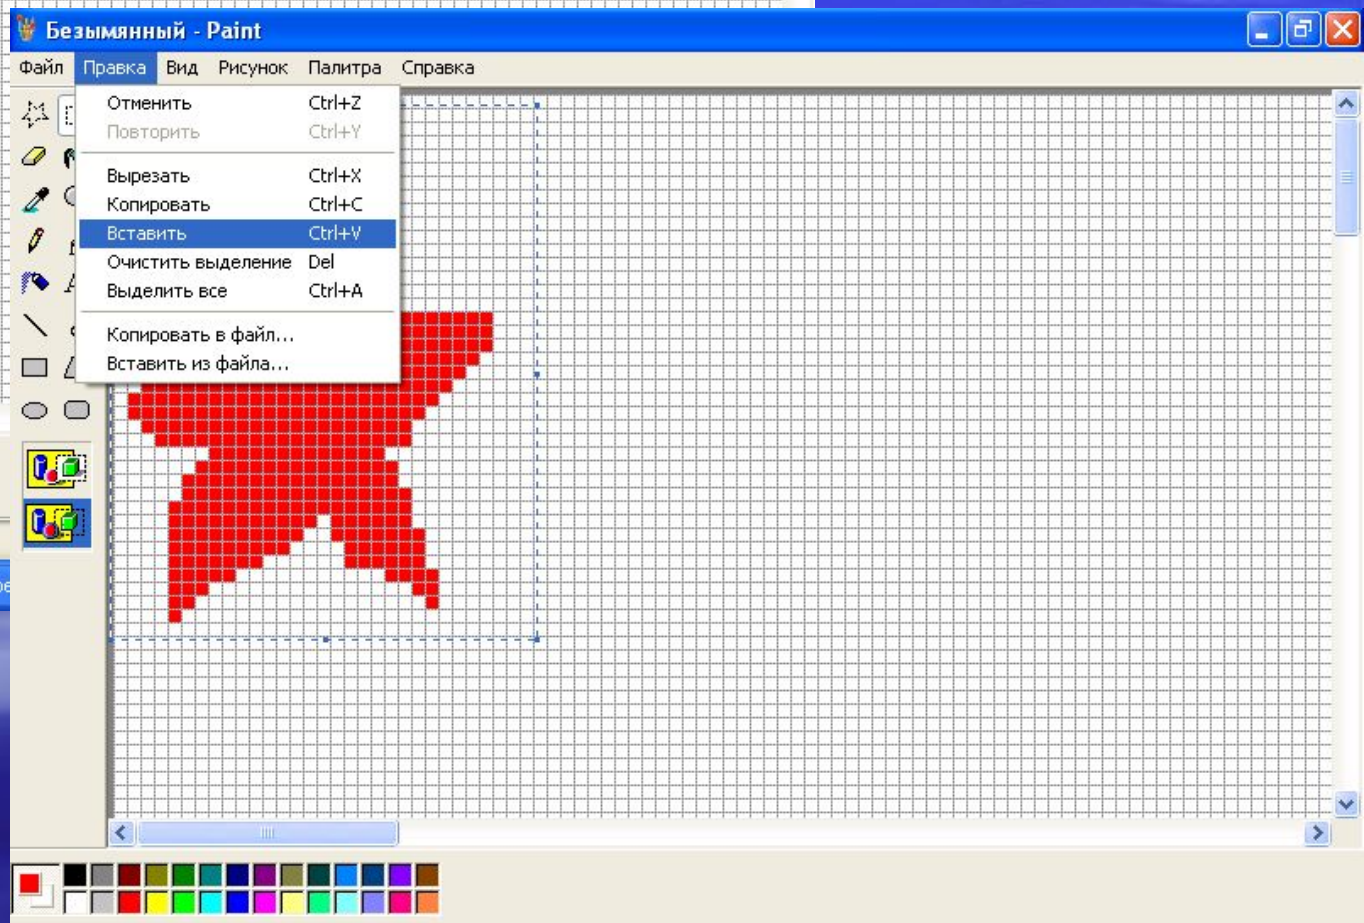 Безымянный - Paint
Файл Правка Вид Рисунок Палитра Справка
Отменить Ctrl+Z
Повторить Ctrl+Y
Вырезать Ctrl+X
Копировать Ctrl+C
Вставить Ctrl+V
Очистить выделение Del
Выделить все Ctrl+A
Копировать в файл...
Вставить из файла...